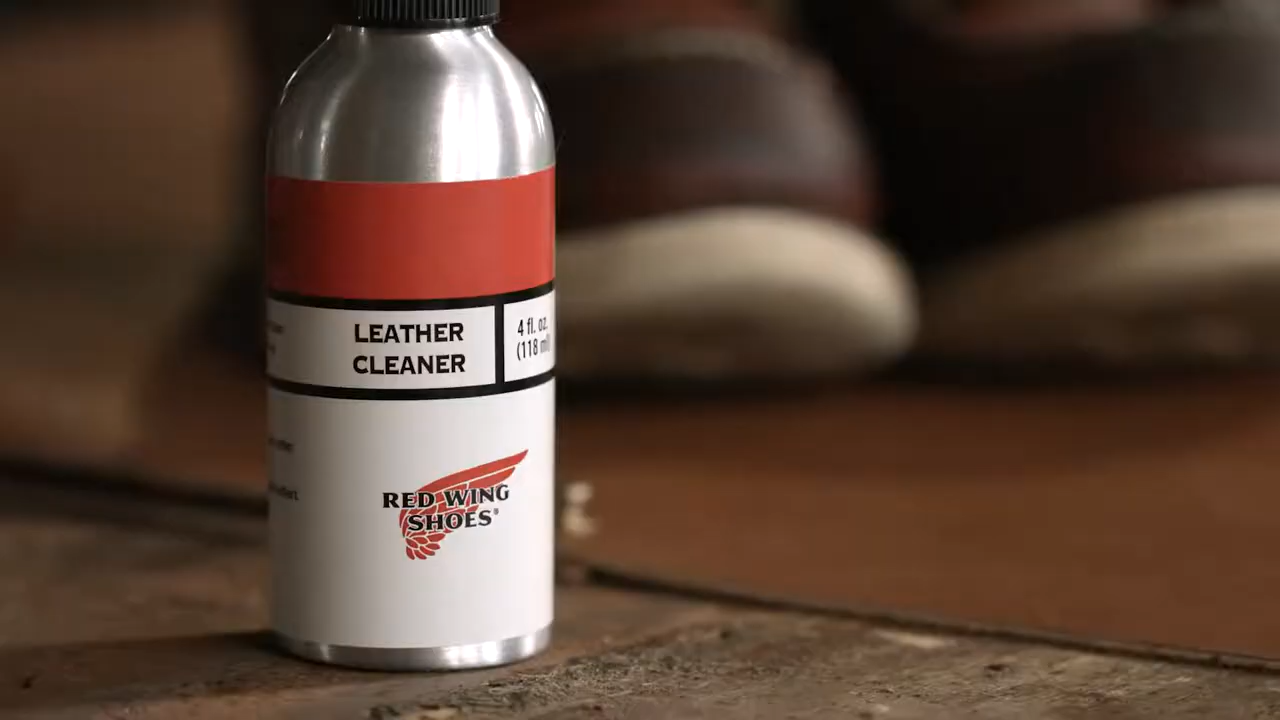 LEATHER
CLEANER
4 fl. oz.
(118 ml)
RED WING
SHOES®